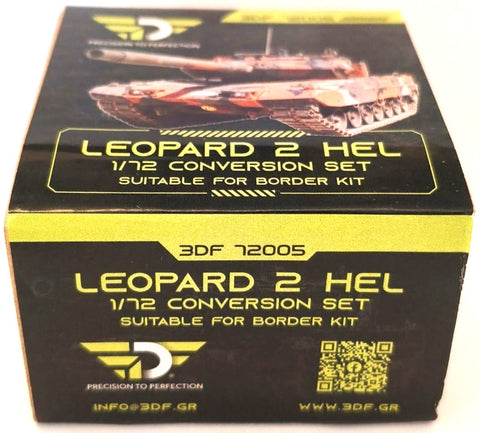 3DF 72005
PRECISION TO PERFECTION
LEOPARD 2 HEL
1/72 CONVERSION SET
SUITABLE FOR BORDER KIT
3DF 72005
LEOPARD 2 HEL
1/72 CONVERSION SET
SUITABLE FOR BORDER KIT
PRECISION TO PERFECTION
INFO@3DF.GR
WWW.3DF.GR